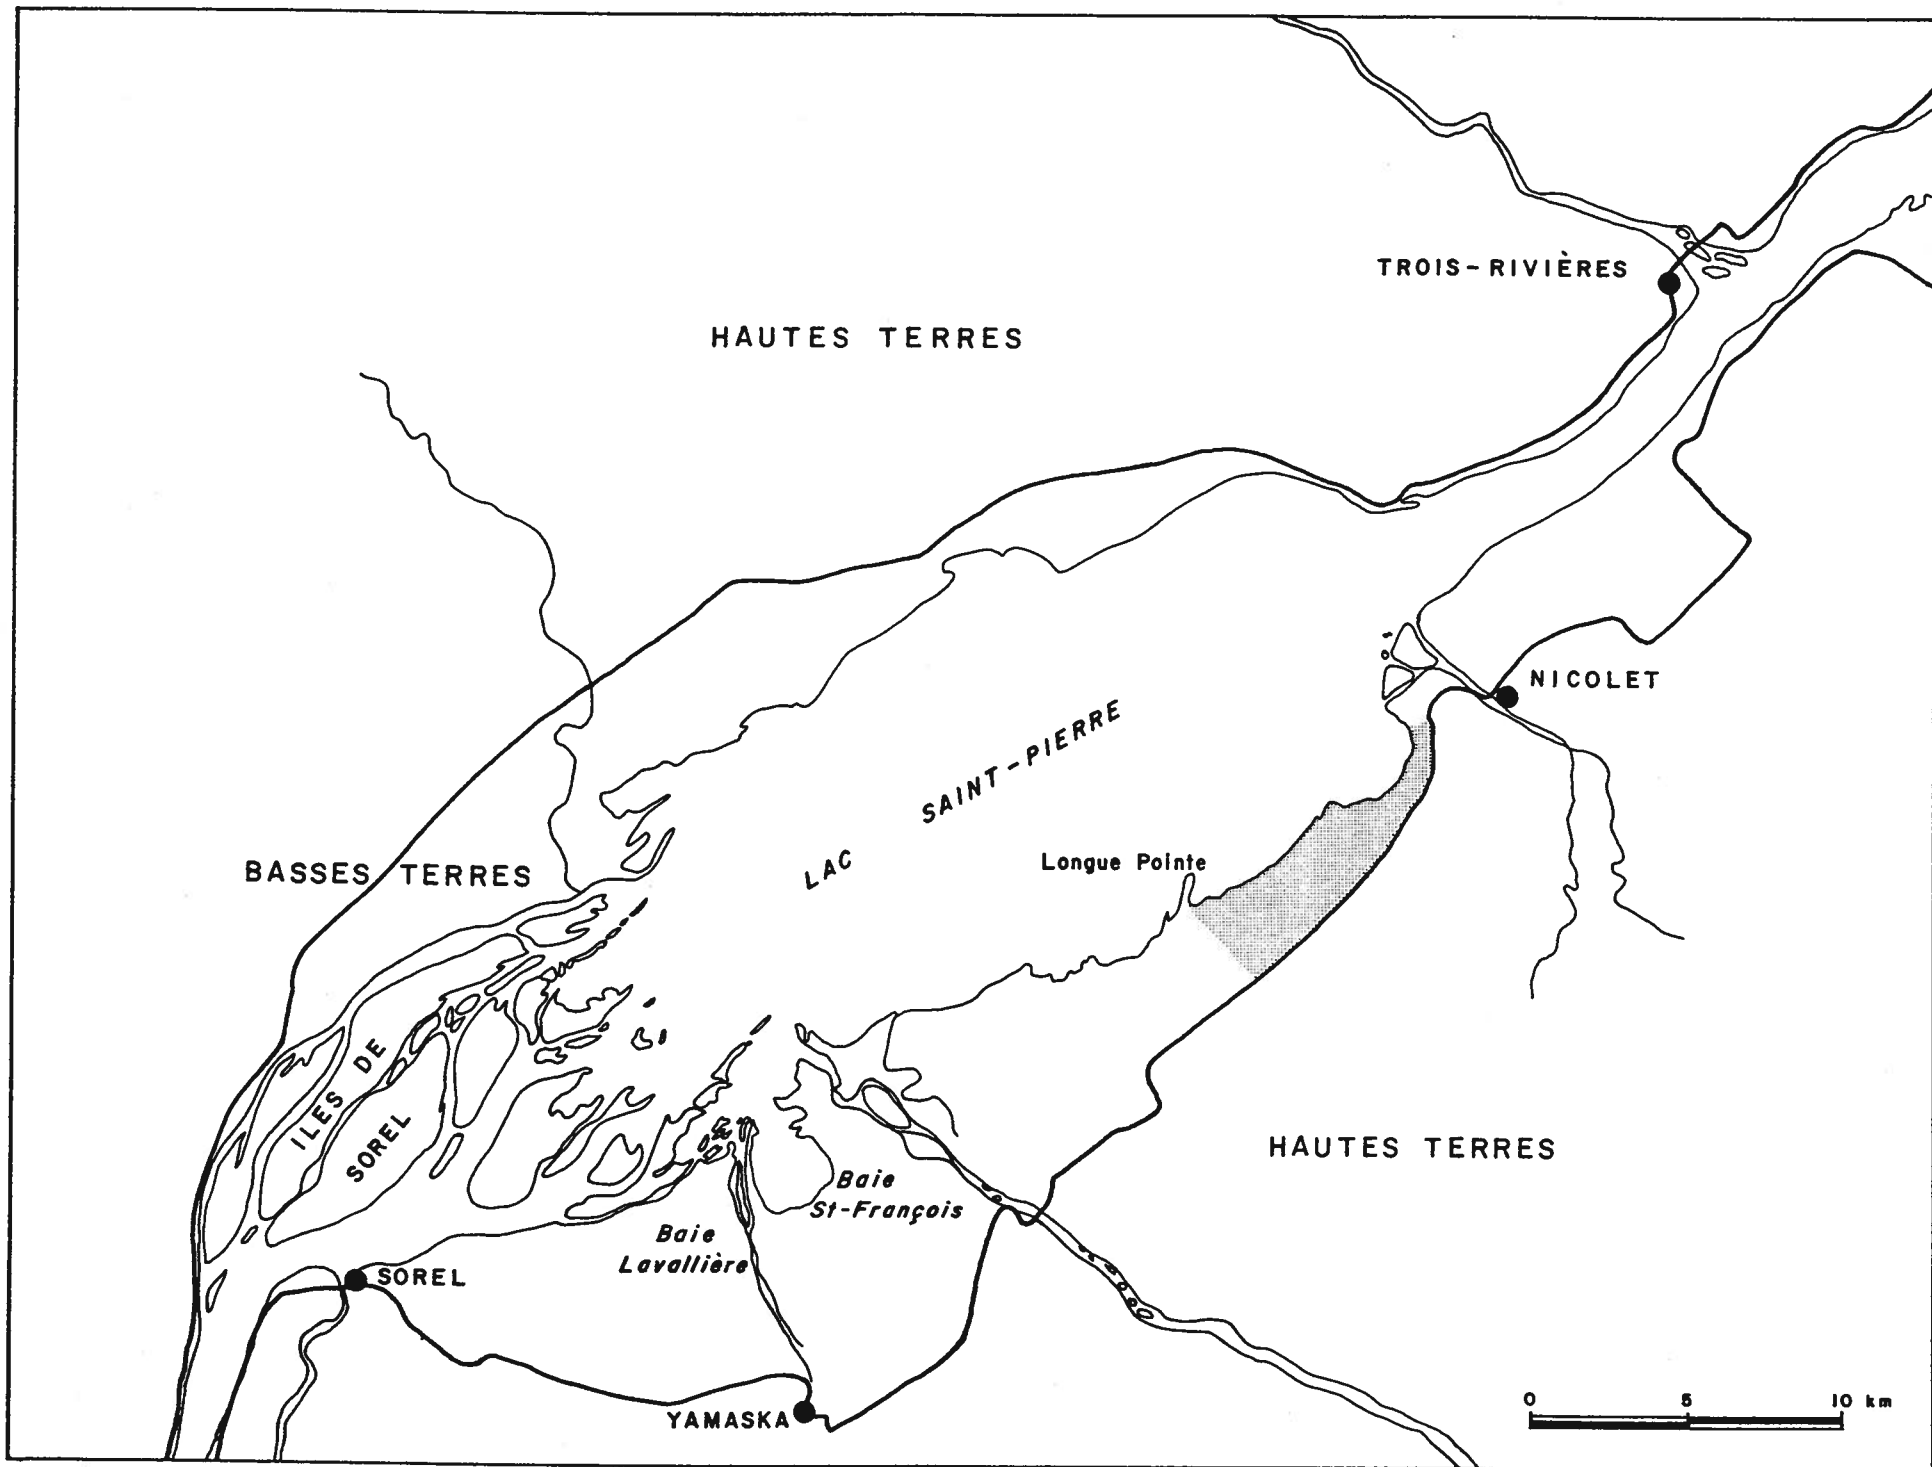 TROIS-RIVIÈRES
HAUTES TERRES
NICOLET
LAC SAINT-PIERRE
Longue Pointe
BASSES TERRES
ILES DE
SOREL
HAUTES TERRES
Baie
St-François
Baie
Lavallière
SOREL
YAMASKA
0 5 10 km